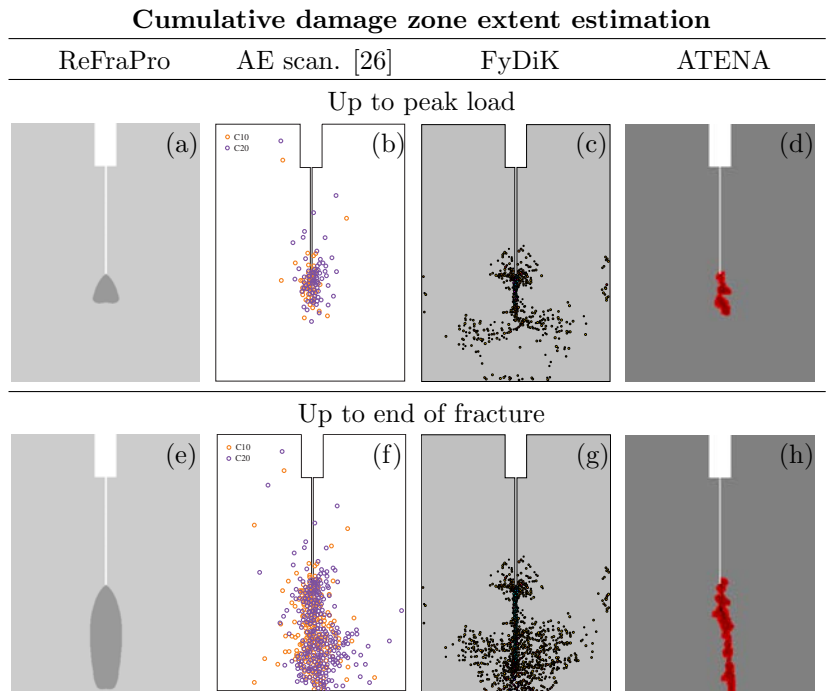 Cumulative damage zone extent estimation
ReFraPro AE scan. [26] FyDiK ATENA
Up to peak load
(a) (b) (c) (d)
C10
C20
Up to end of fracture
(e) (f) (g) (h)
C10
C20